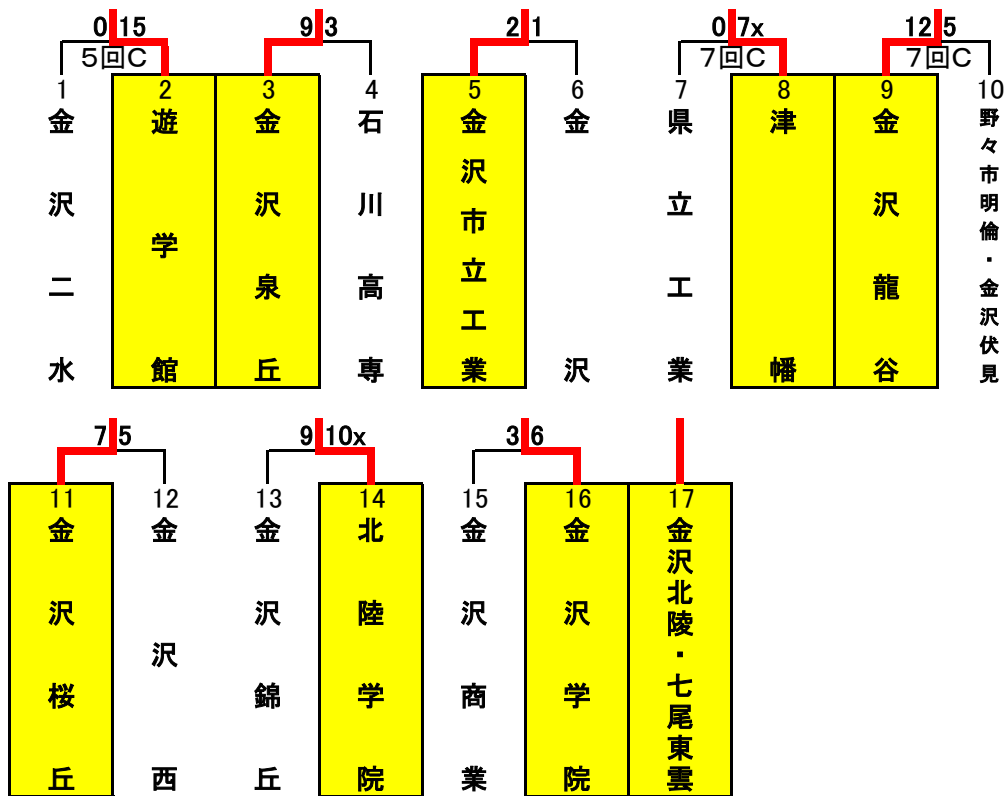 0 15 9 3 2 1 0 7x 12 5
5回C 7回C 7回C
1 2 3 4 5 6 7 8 9 10
金沢二水
遊学館
金沢泉丘
石川高専
金沢市立工業
金沢
県立工業
津幡
金沢龍谷
野々市明倫・金沢伏見
7 5 9 10x 3 6
11 12 13 14 15 16 17
金沢桜丘
金沢西
金沢錦丘
北陸学院
金沢商業
金沢学院
金沢北陵・七尾東雲